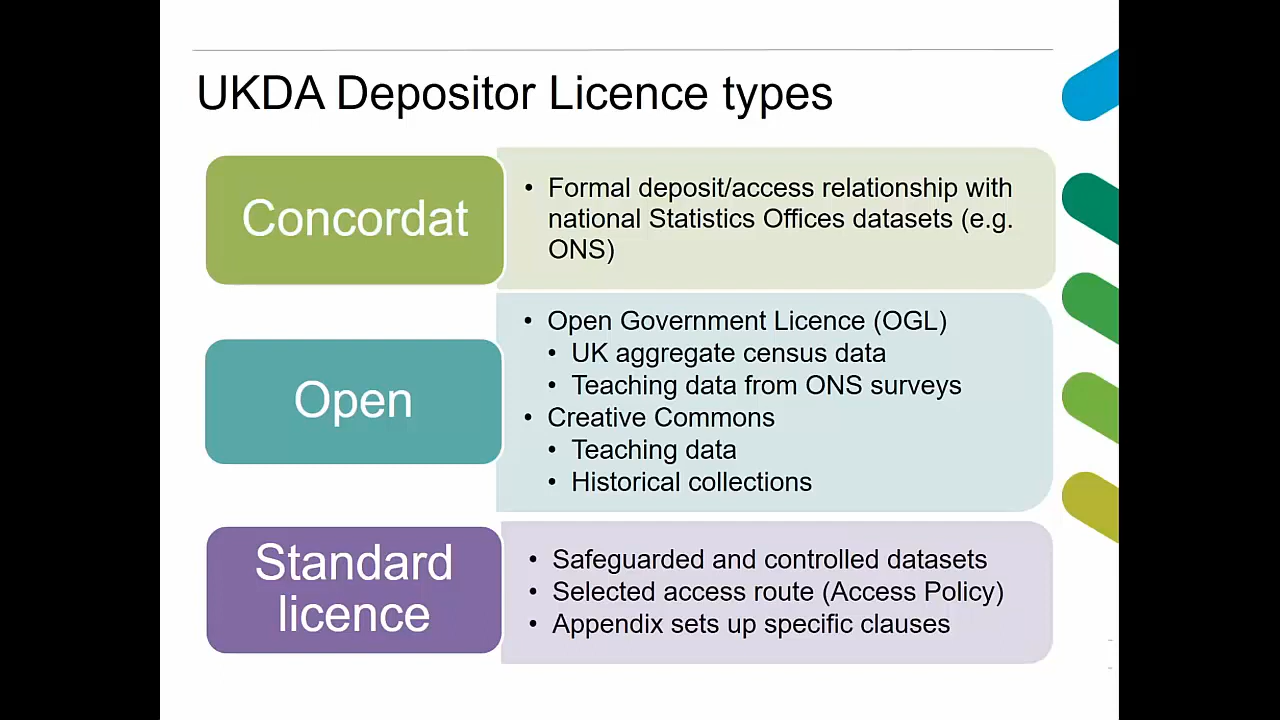 UKDA Depositor Licence types
Concordat
• Formal deposit/access relationship with
national Statistics Offices datasets (e.g.
ONS)
Open
• Open Government Licence (OGL)
• UK aggregate census data
• Teaching data from ONS surveys
• Creative Commons
• Teaching data
• Historical collections
Standard
licence
• Safeguarded and controlled datasets
• Selected access route (Access Policy)
• Appendix sets up specific clauses